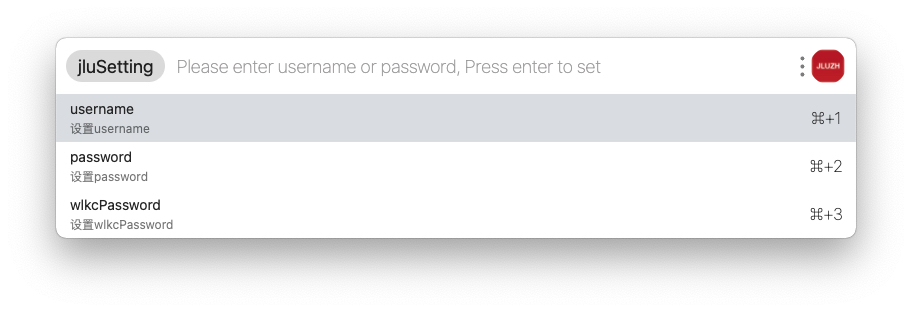 jluSetting Please enter username or password, Press enter to set JLUZH
username
设置username
⌘+1
password
设置password
⌘+2
wlkcPassword
设置wlkcPassword
⌘+3